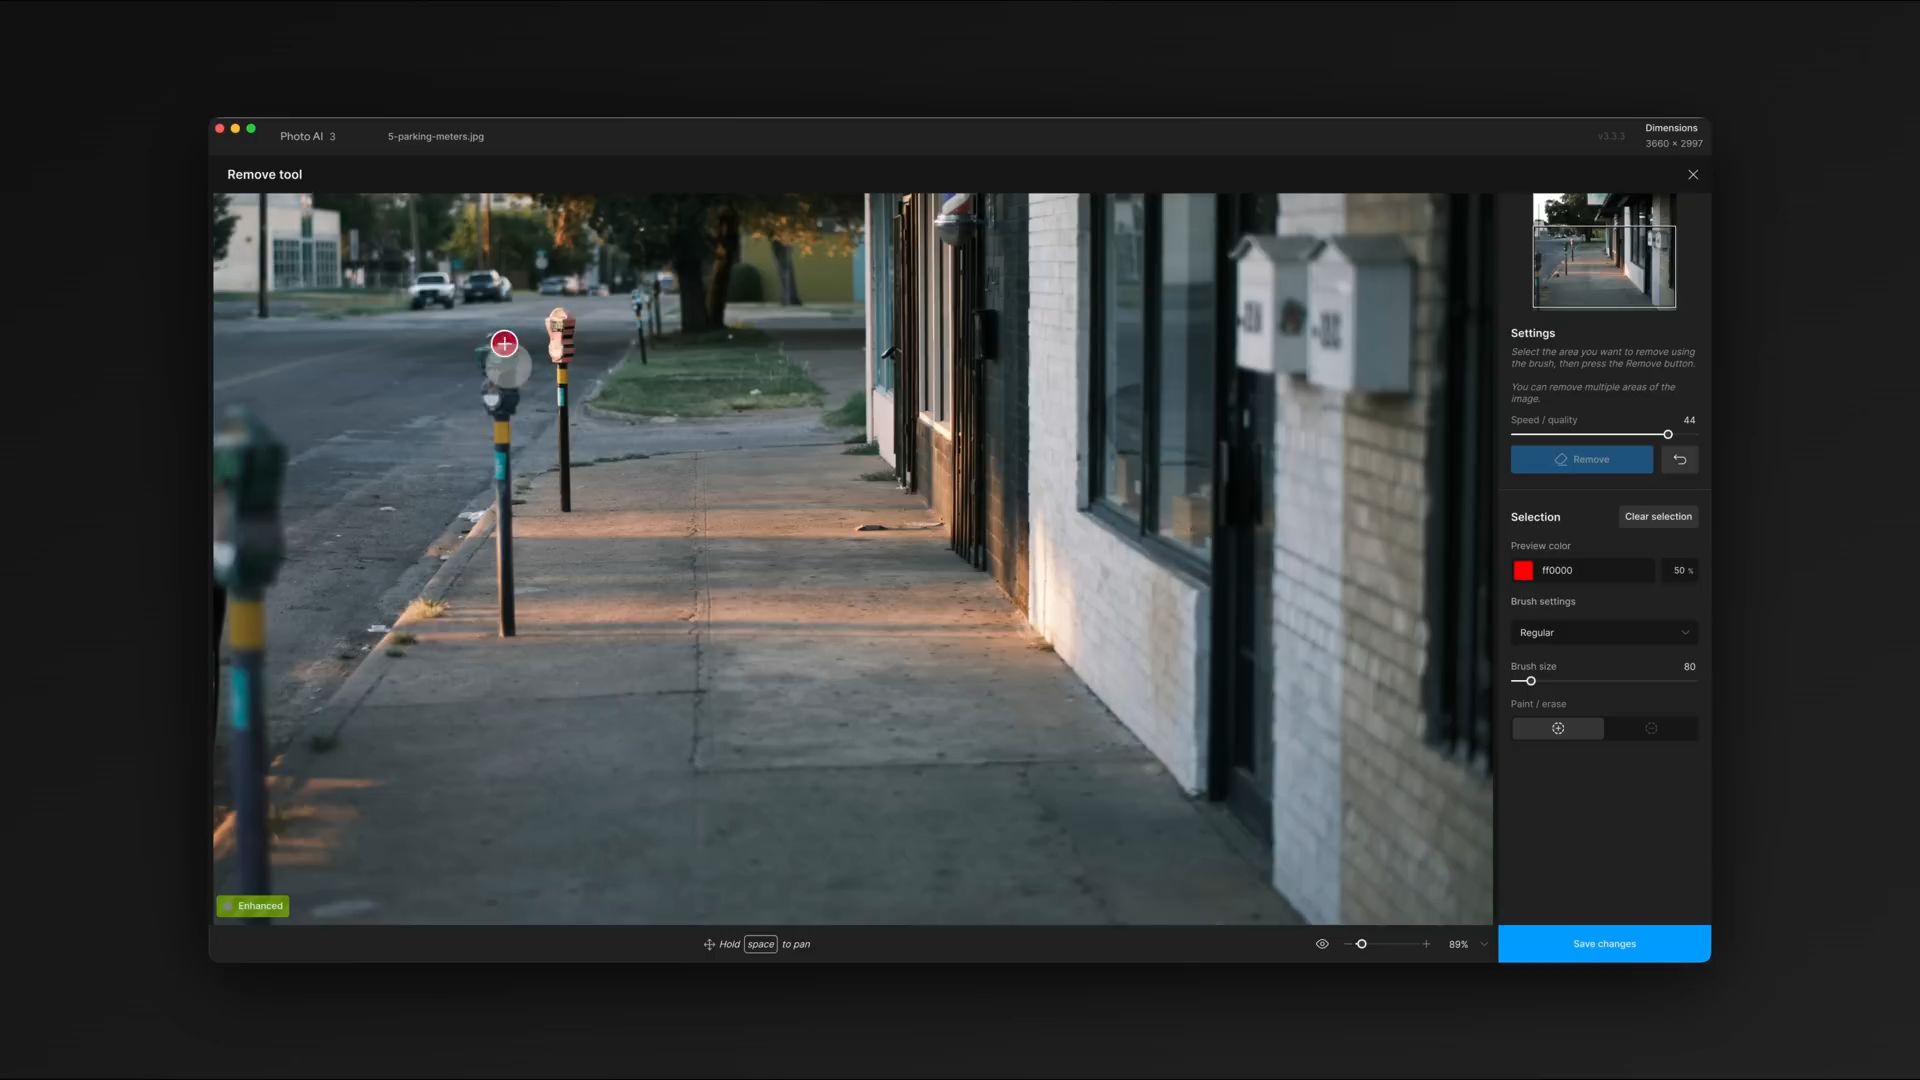 Photo AI 3
5-parking-meters.jpg
v3.3.3
Dimensions
3660 × 2997
Remove tool
Settings
Select the area you want to remove using
the brush, then press the Remove button.
You can remove multiple areas of the
image.
Speed / quality
44
Remove
Selection
Clear selection
Preview color
ff0000
50 %
Brush settings
Regular
Brush size
80
Paint / erase
Enhanced
Hold space to pan
89%
Save changes